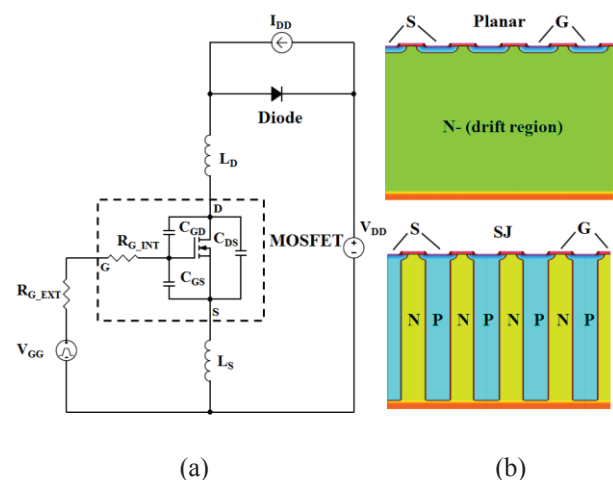 I_DD
Diode
L_D
D
C_GD
C_DS
MOSFET
R_G_INT
G
C_GS
S
R_G_EXT
V_GG
L_S
V_DD
(a)
S Planar G
N- (drift region)
S SJ G
N P N P N P N P N
(b)